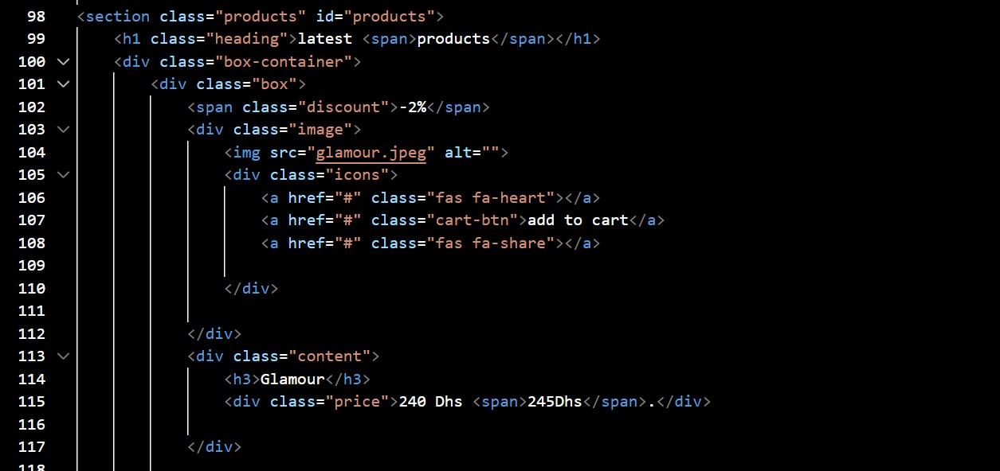 98 <section class="products" id="products">
99 <h1 class="heading">latest <span>products</span></h1>
100 <div class="box-container">
101 <div class="box">
102 <span class="discount">-2%</span>
103 <div class="image">
104 <img src="glamour.jpeg" alt="">
105 <div class="icons">
106 <a href="#" class="fas fa-heart"></a>
107 <a href="#" class="cart-btn">add to cart</a>
108 <a href="#" class="fas fa-share"></a>
109
110 </div>
111
112 </div>
113 <div class="content">
114 <h3>Glamour</h3>
115 <div class="price">240 Dhs <span>245Dhs</span>.</div>
116
117 </div>
118